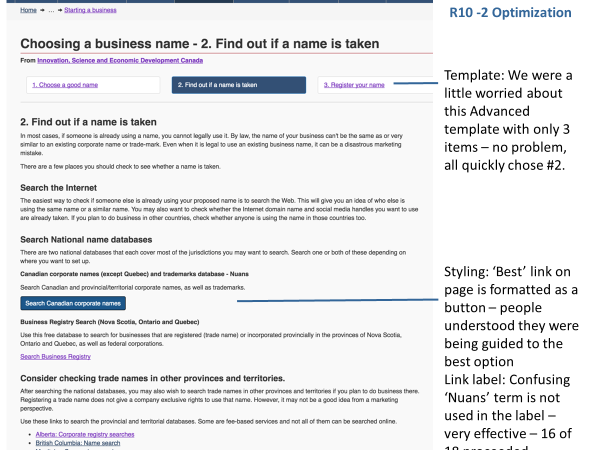 Home → ... → Starting a business
R10 -2 Optimization
Choosing a business name - 2. Find out if a name is taken
From Innovation, Science and Economic Development Canada
1. Choose a good name
2. Find out if a name is taken
3. Register your name
Template: We were a
little worried about
this Advanced
template with only 3
items – no problem,
all quickly chose #2.
2. Find out if a name is taken
In most cases, if someone is already using a name, you cannot legally use it. By law, the name of your business can't be the same as or very
similar to an existing corporate name or trade-mark. Even when it is legal to use an existing business name, it can be a disastrous marketing
mistake.
There are a few places you should check to see whether a name is taken.
Search the Internet
The easiest way to check if someone else is already using your proposed name is to search the Web. This will give you an idea of who else is
using the same name or a similar name. You may also want to check whether the Internet domain name and social media handles you want to use
are already taken. If you plan to do business in other countries, check whether anyone is using the name in those countries too.
Search National name databases
There are two national databases that each cover most of the jurisdictions you may want to search. Search one or both of these depending on
where you want to set up.
Canadian corporate names (except Quebec) and trademarks database - Nuans
Search Canadian and provincial/territorial corporate names, as well as trademarks.
Search Canadian corporate names
Business Registry Search (Nova Scotia, Ontario and Quebec)
Use this free database to search for businesses that are registered (trade name) or incorporated provincially in the provinces of Nova Scotia,
Ontario and Quebec, as well as federal corporations.
Search Business Registry
Consider checking trade names in other provinces and territories.
After searching the national databases, you may also wish to search trade names in other provinces and territories if you plan to do business there.
Registering a trade name does not give a company exclusive rights to use that name. However, it may not be a good idea from a marketing
perspective.
Use these links to search the provincial and territorial databases. Some are fee-based services and not all of them can be searched online.
• Alberta: Corporate registry searches
• British Columbia: Name search
Styling: ‘Best’ link on
page is formatted as a
button – people
understood they were
being guided to the
best option
Link label: Confusing
‘Nuans’ term is not
used in the label –
very effective – 16 of
18 proceeded